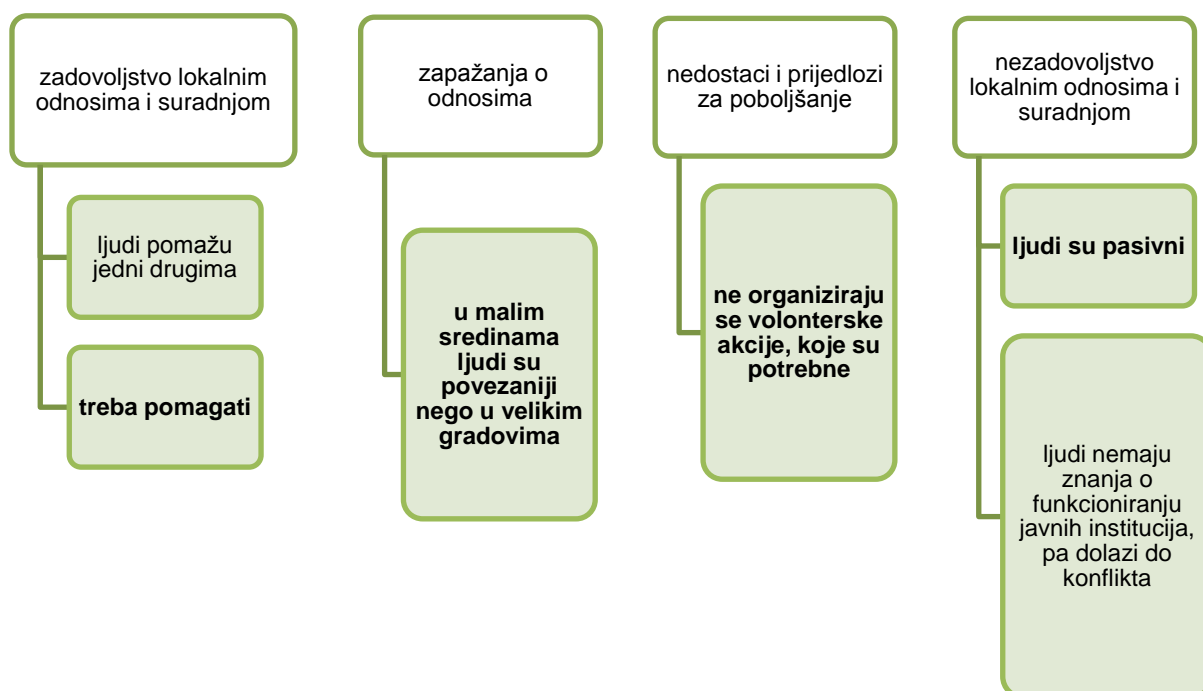 zadovoljstvo lokalnim
odnosima i suradnjom
ljudi pomažu
jedni drugima
treba pomagati
zapažanja o
odnosima
u malim
sredinama
ljudi su
povezaniji
nego u velikim
gradovima
nedostaci i prijedlozi
za poboljšanje
ne organiziraju
se volonterske
akcije, koje su
potrebne
nezadovoljstvo
lokalnim odnosima i
suradnjom
ljudi su pasivni
ljudi nemaju
znanja o
funkcioniranju
javnih institucija,
pa dolazi do
konflikta